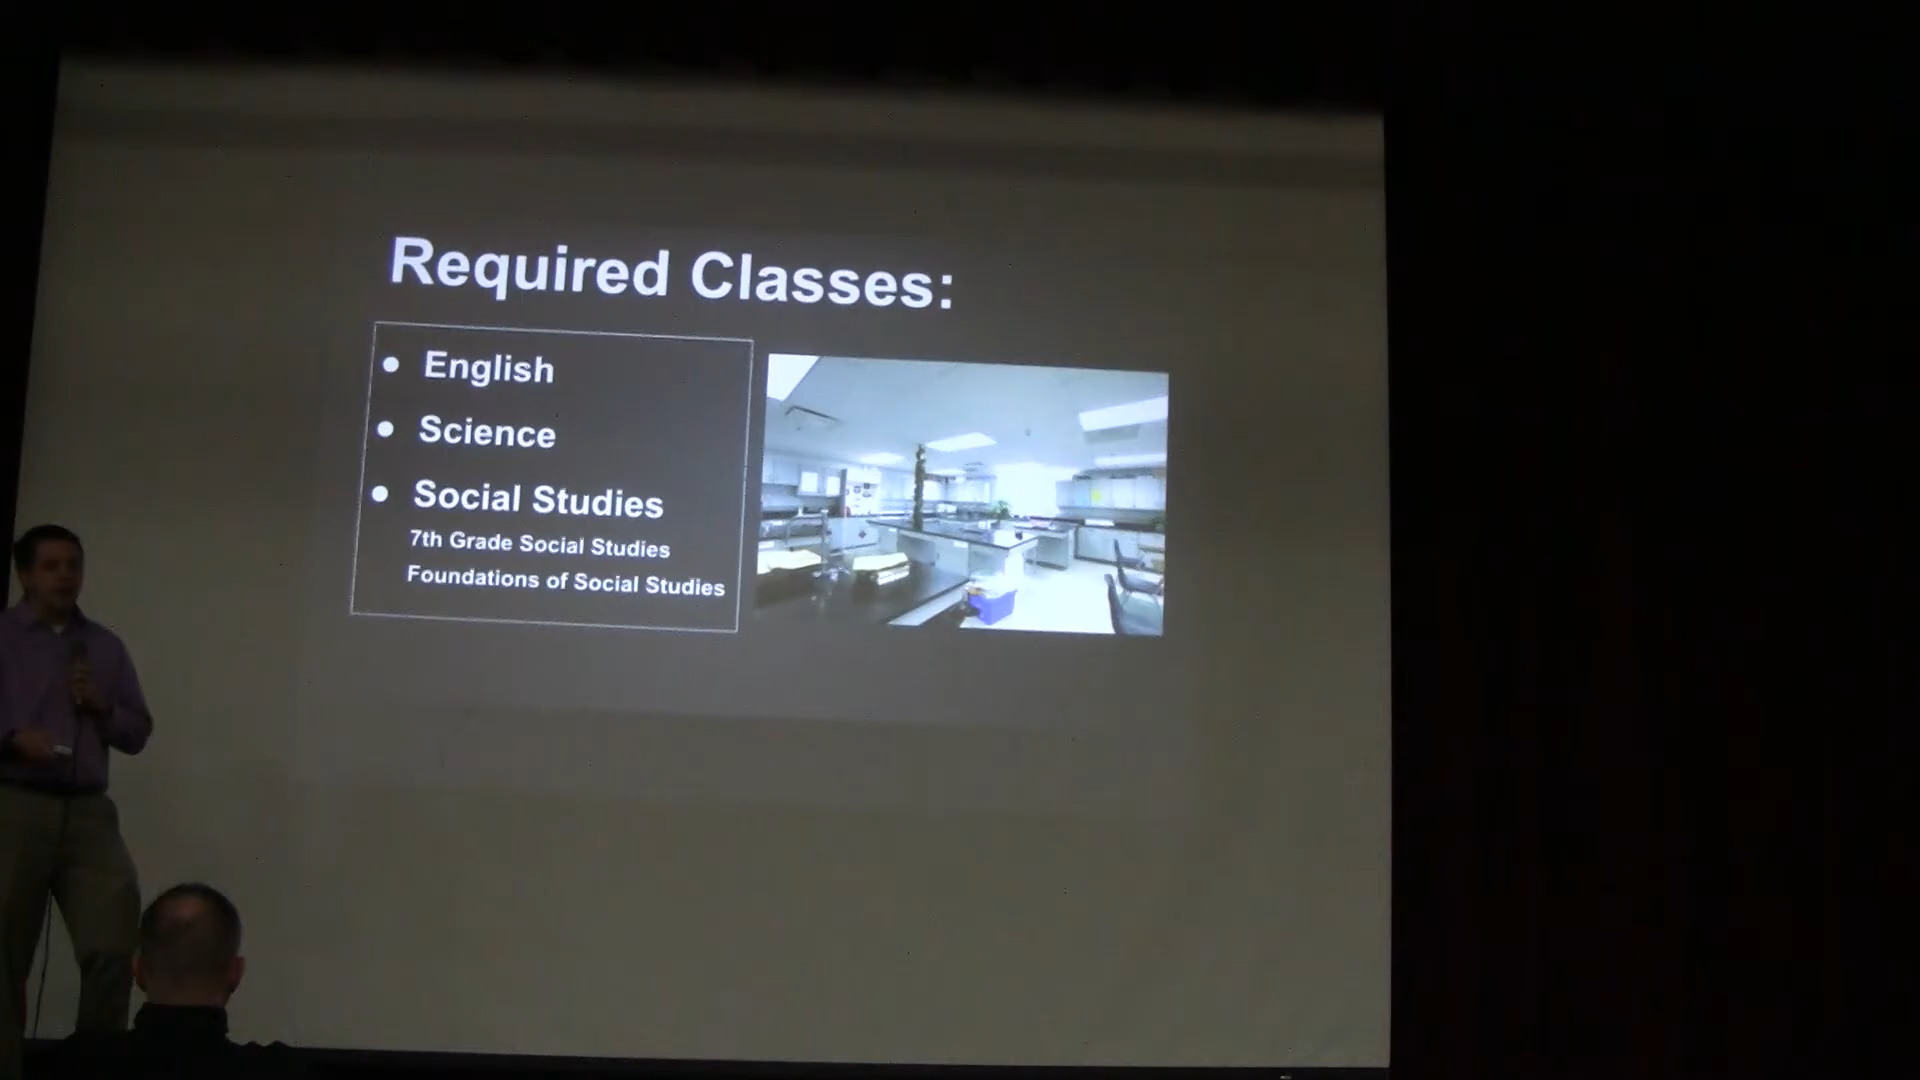 Required Classes:
● English
● Science
● Social Studies
7th Grade Social Studies
Foundations of Social Studies